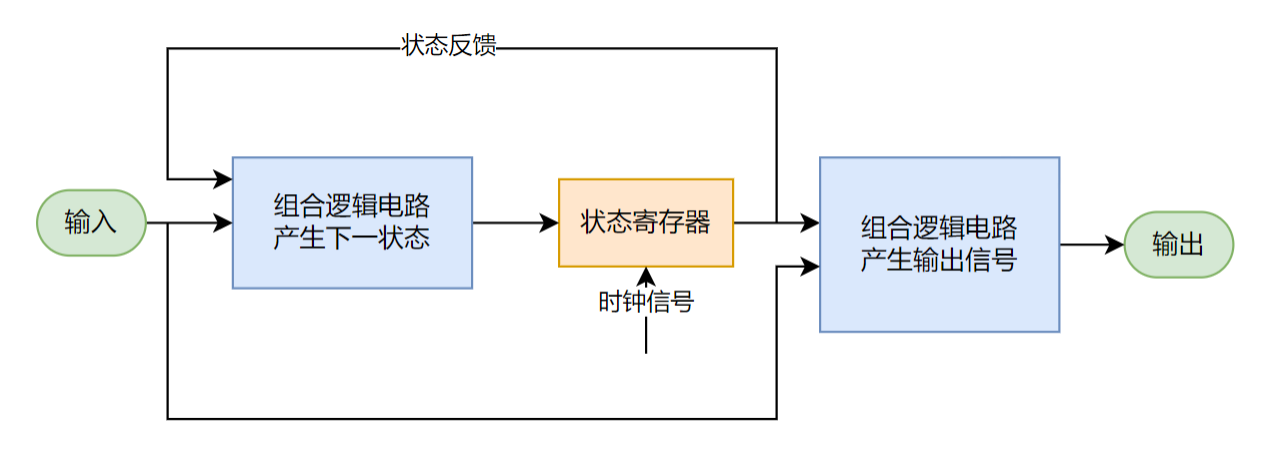 状态反馈
输入
组合逻辑电路
产生下一状态
状态寄存器
时钟信号
组合逻辑电路
产生输出信号
输出